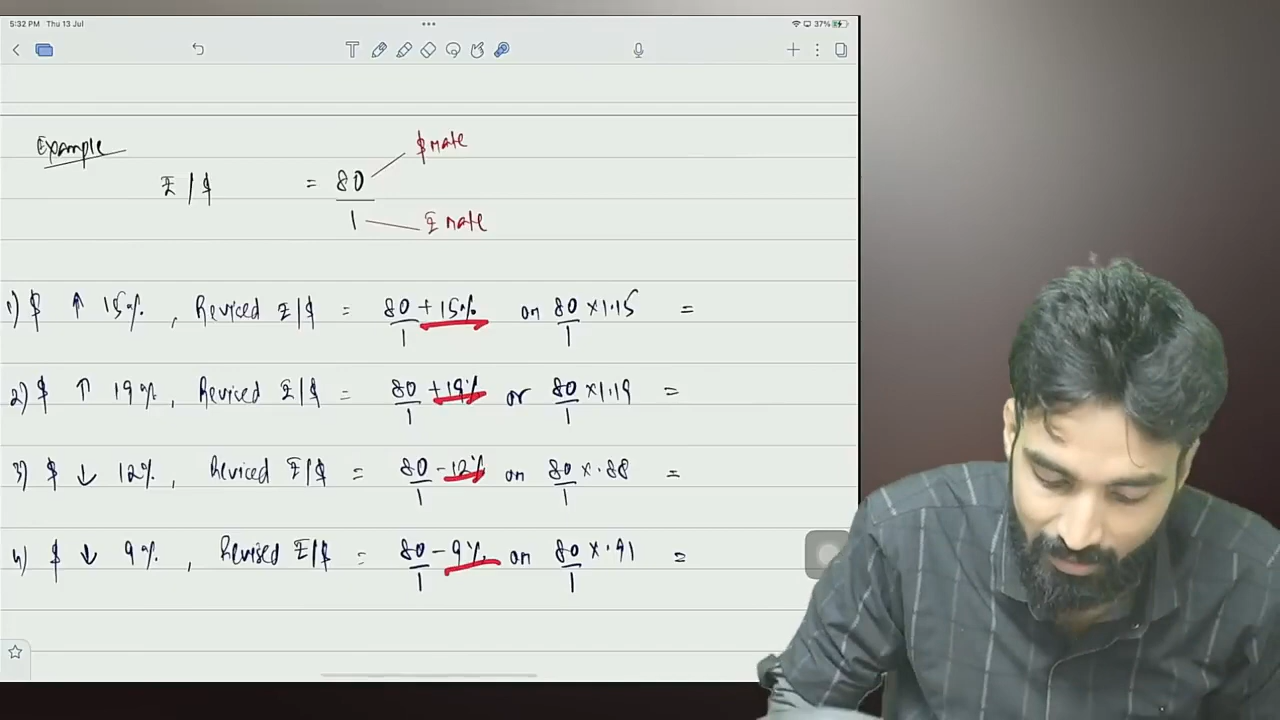 5:32 PM Thu 13 Jul
37%
Example
$ rate
₹/$ = 80
1
₹ rate
1) $ ↑ 15%, Revised ₹/$ = 80 + 15% or 80 × 1.15 =
1 1
2) $ ↑ 19%, Revised ₹/$ = 80 + 19% or 80 × 1.19 =
1 1
3) $ ↓ 12%, Revised ₹/$ = 80 - 12% or 80 × .88 =
1 1
4) $ ↓ 9%, Revised ₹/$ = 80 - 9% or 80 × .91 =
1 1